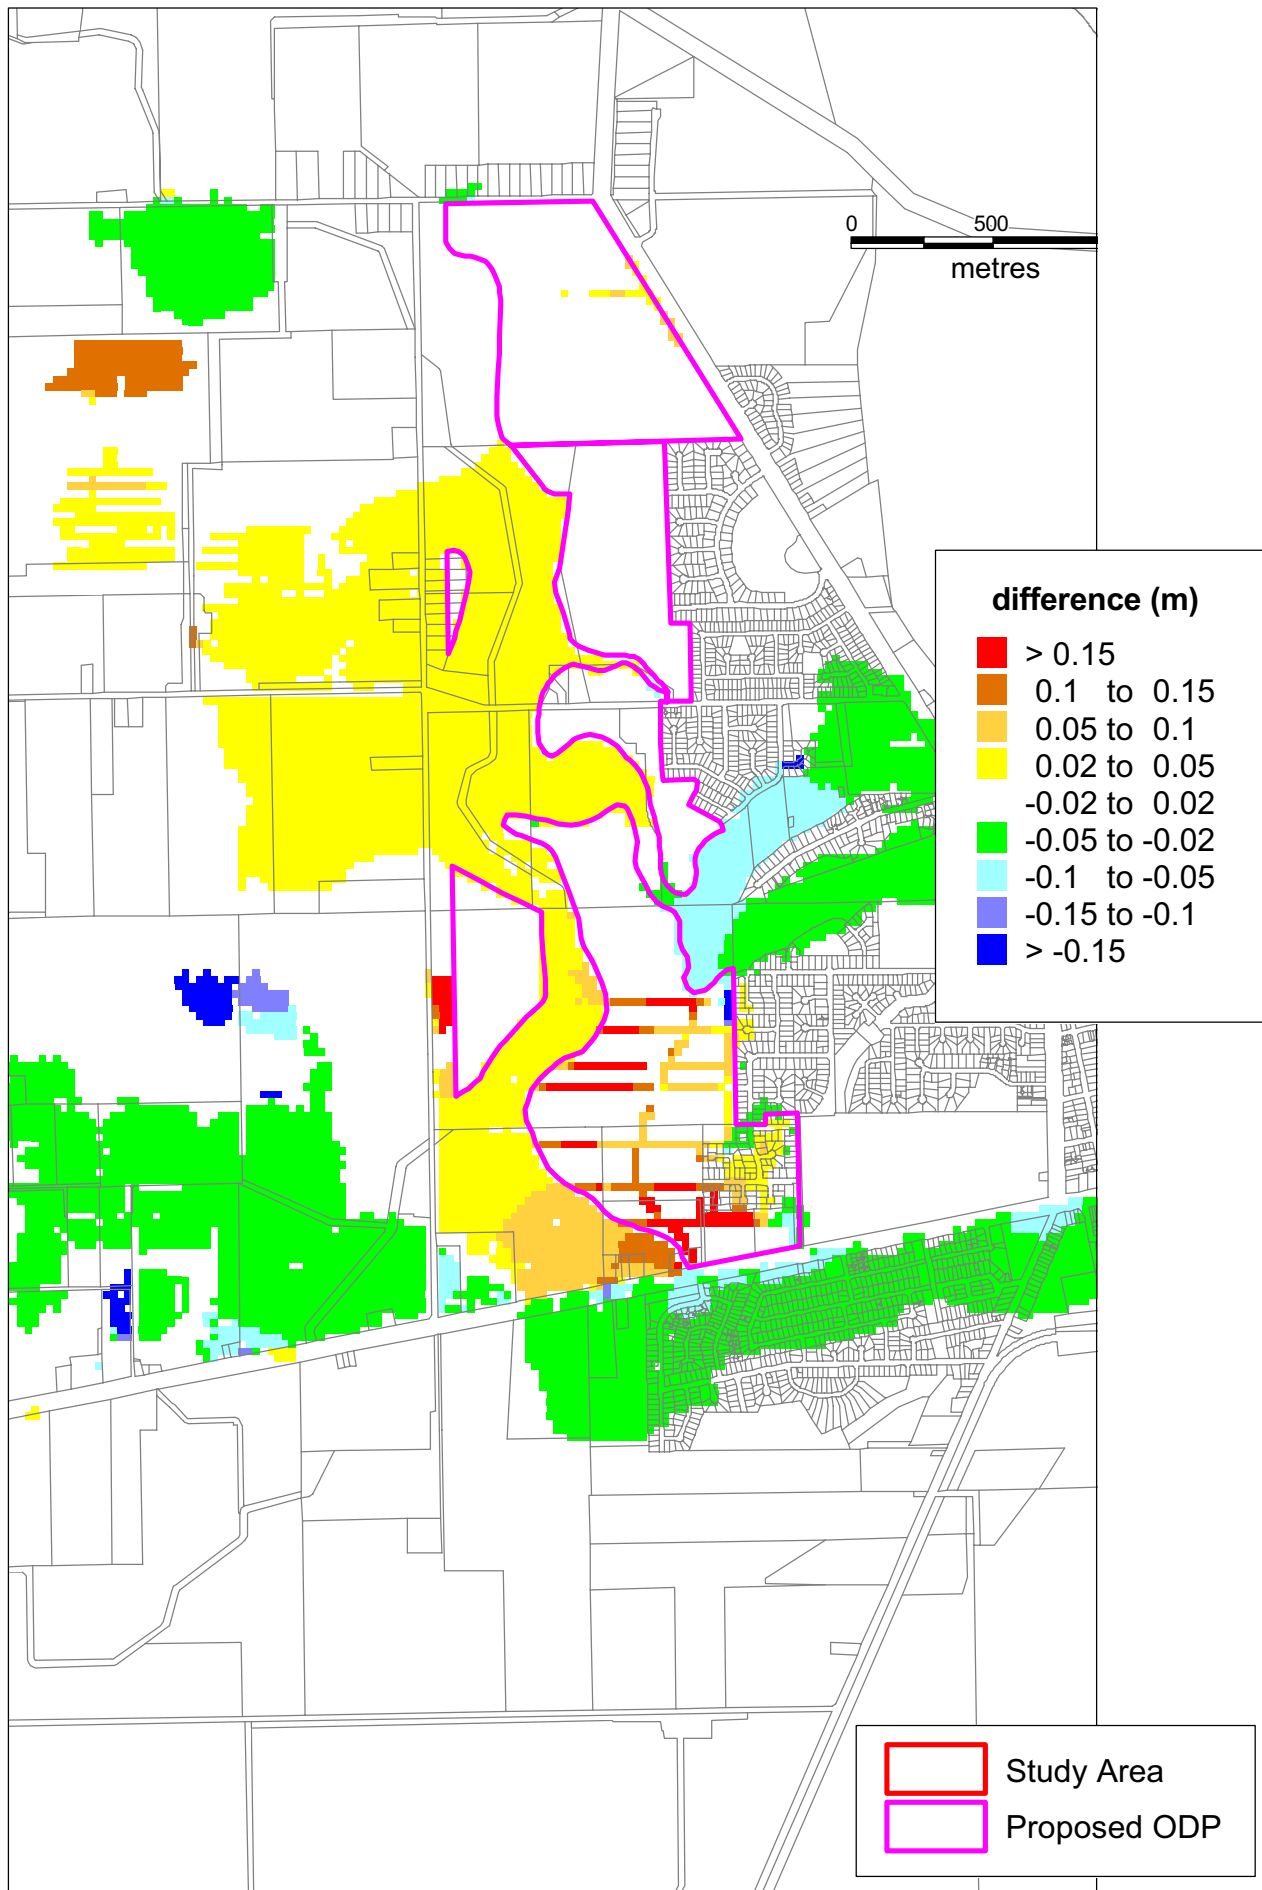 0 500
metres
difference (m)
> 0.15
0.1 to 0.15
0.05 to 0.1
0.02 to 0.05
-0.02 to 0.02
-0.05 to -0.02
-0.1 to -0.05
-0.15 to -0.1
> -0.15
Study Area
Proposed ODP